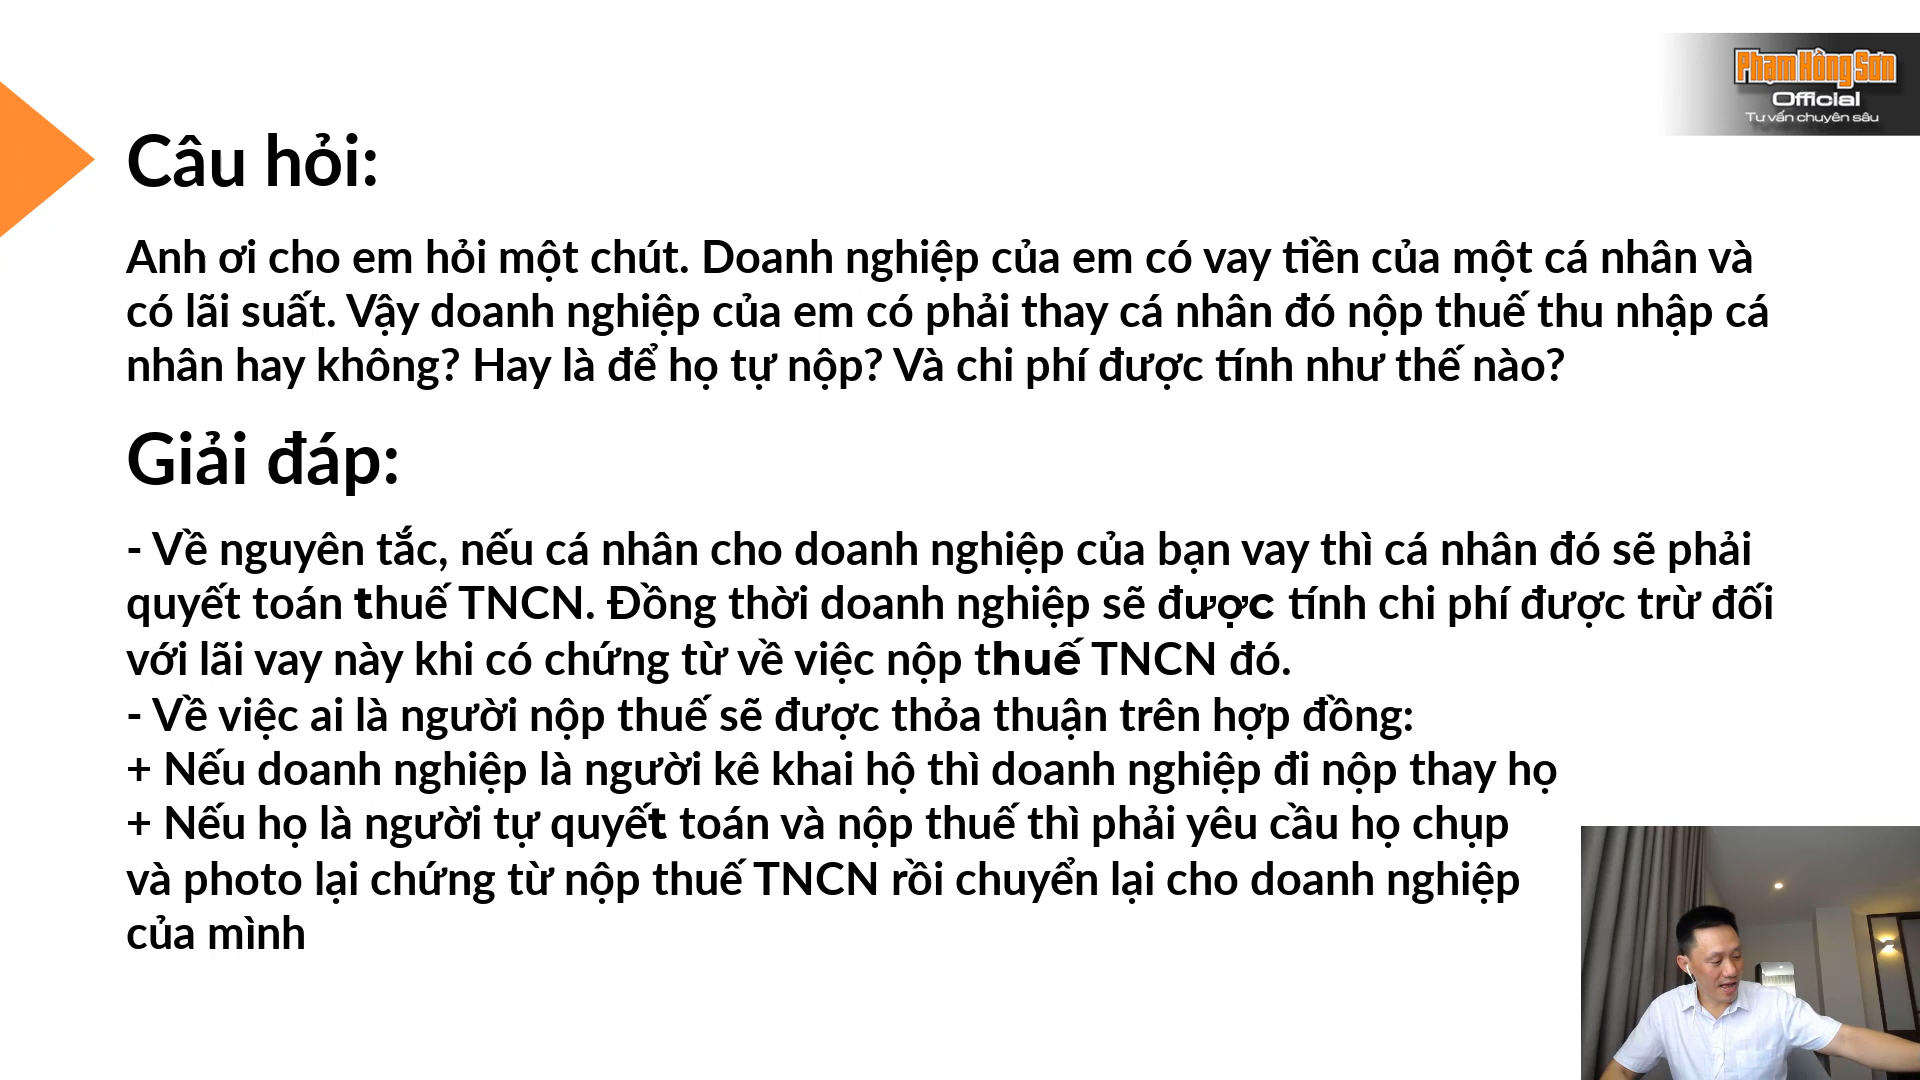 Phạm Hồng Sơn
Official
Tư vấn chuyên sâu
Câu hỏi:
Anh ơi cho em hỏi một chút. Doanh nghiệp của em có vay tiền của một cá nhân và
có lãi suất. Vậy doanh nghiệp của em có phải thay cá nhân đó nộp thuế thu nhập cá
nhân hay không? Hay là để họ tự nộp? Và chi phí được tính như thế nào?
Giải đáp:
- Về nguyên tắc, nếu cá nhân cho doanh nghiệp của bạn vay thì cá nhân đó sẽ phải
quyết toán thuế TNCN. Đồng thời doanh nghiệp sẽ được tính chi phí được trừ đối
với lãi vay này khi có chứng từ về việc nộp thuế TNCN đó.
- Về việc ai là người nộp thuế sẽ được thỏa thuận trên hợp đồng:
+ Nếu doanh nghiệp là người kê khai hộ thì doanh nghiệp đi nộp thay họ
+ Nếu họ là người tự quyết toán và nộp thuế thì phải yêu cầu họ chụp
và photo lại chứng từ nộp thuế TNCN rồi chuyển lại cho doanh nghiệp
của mình